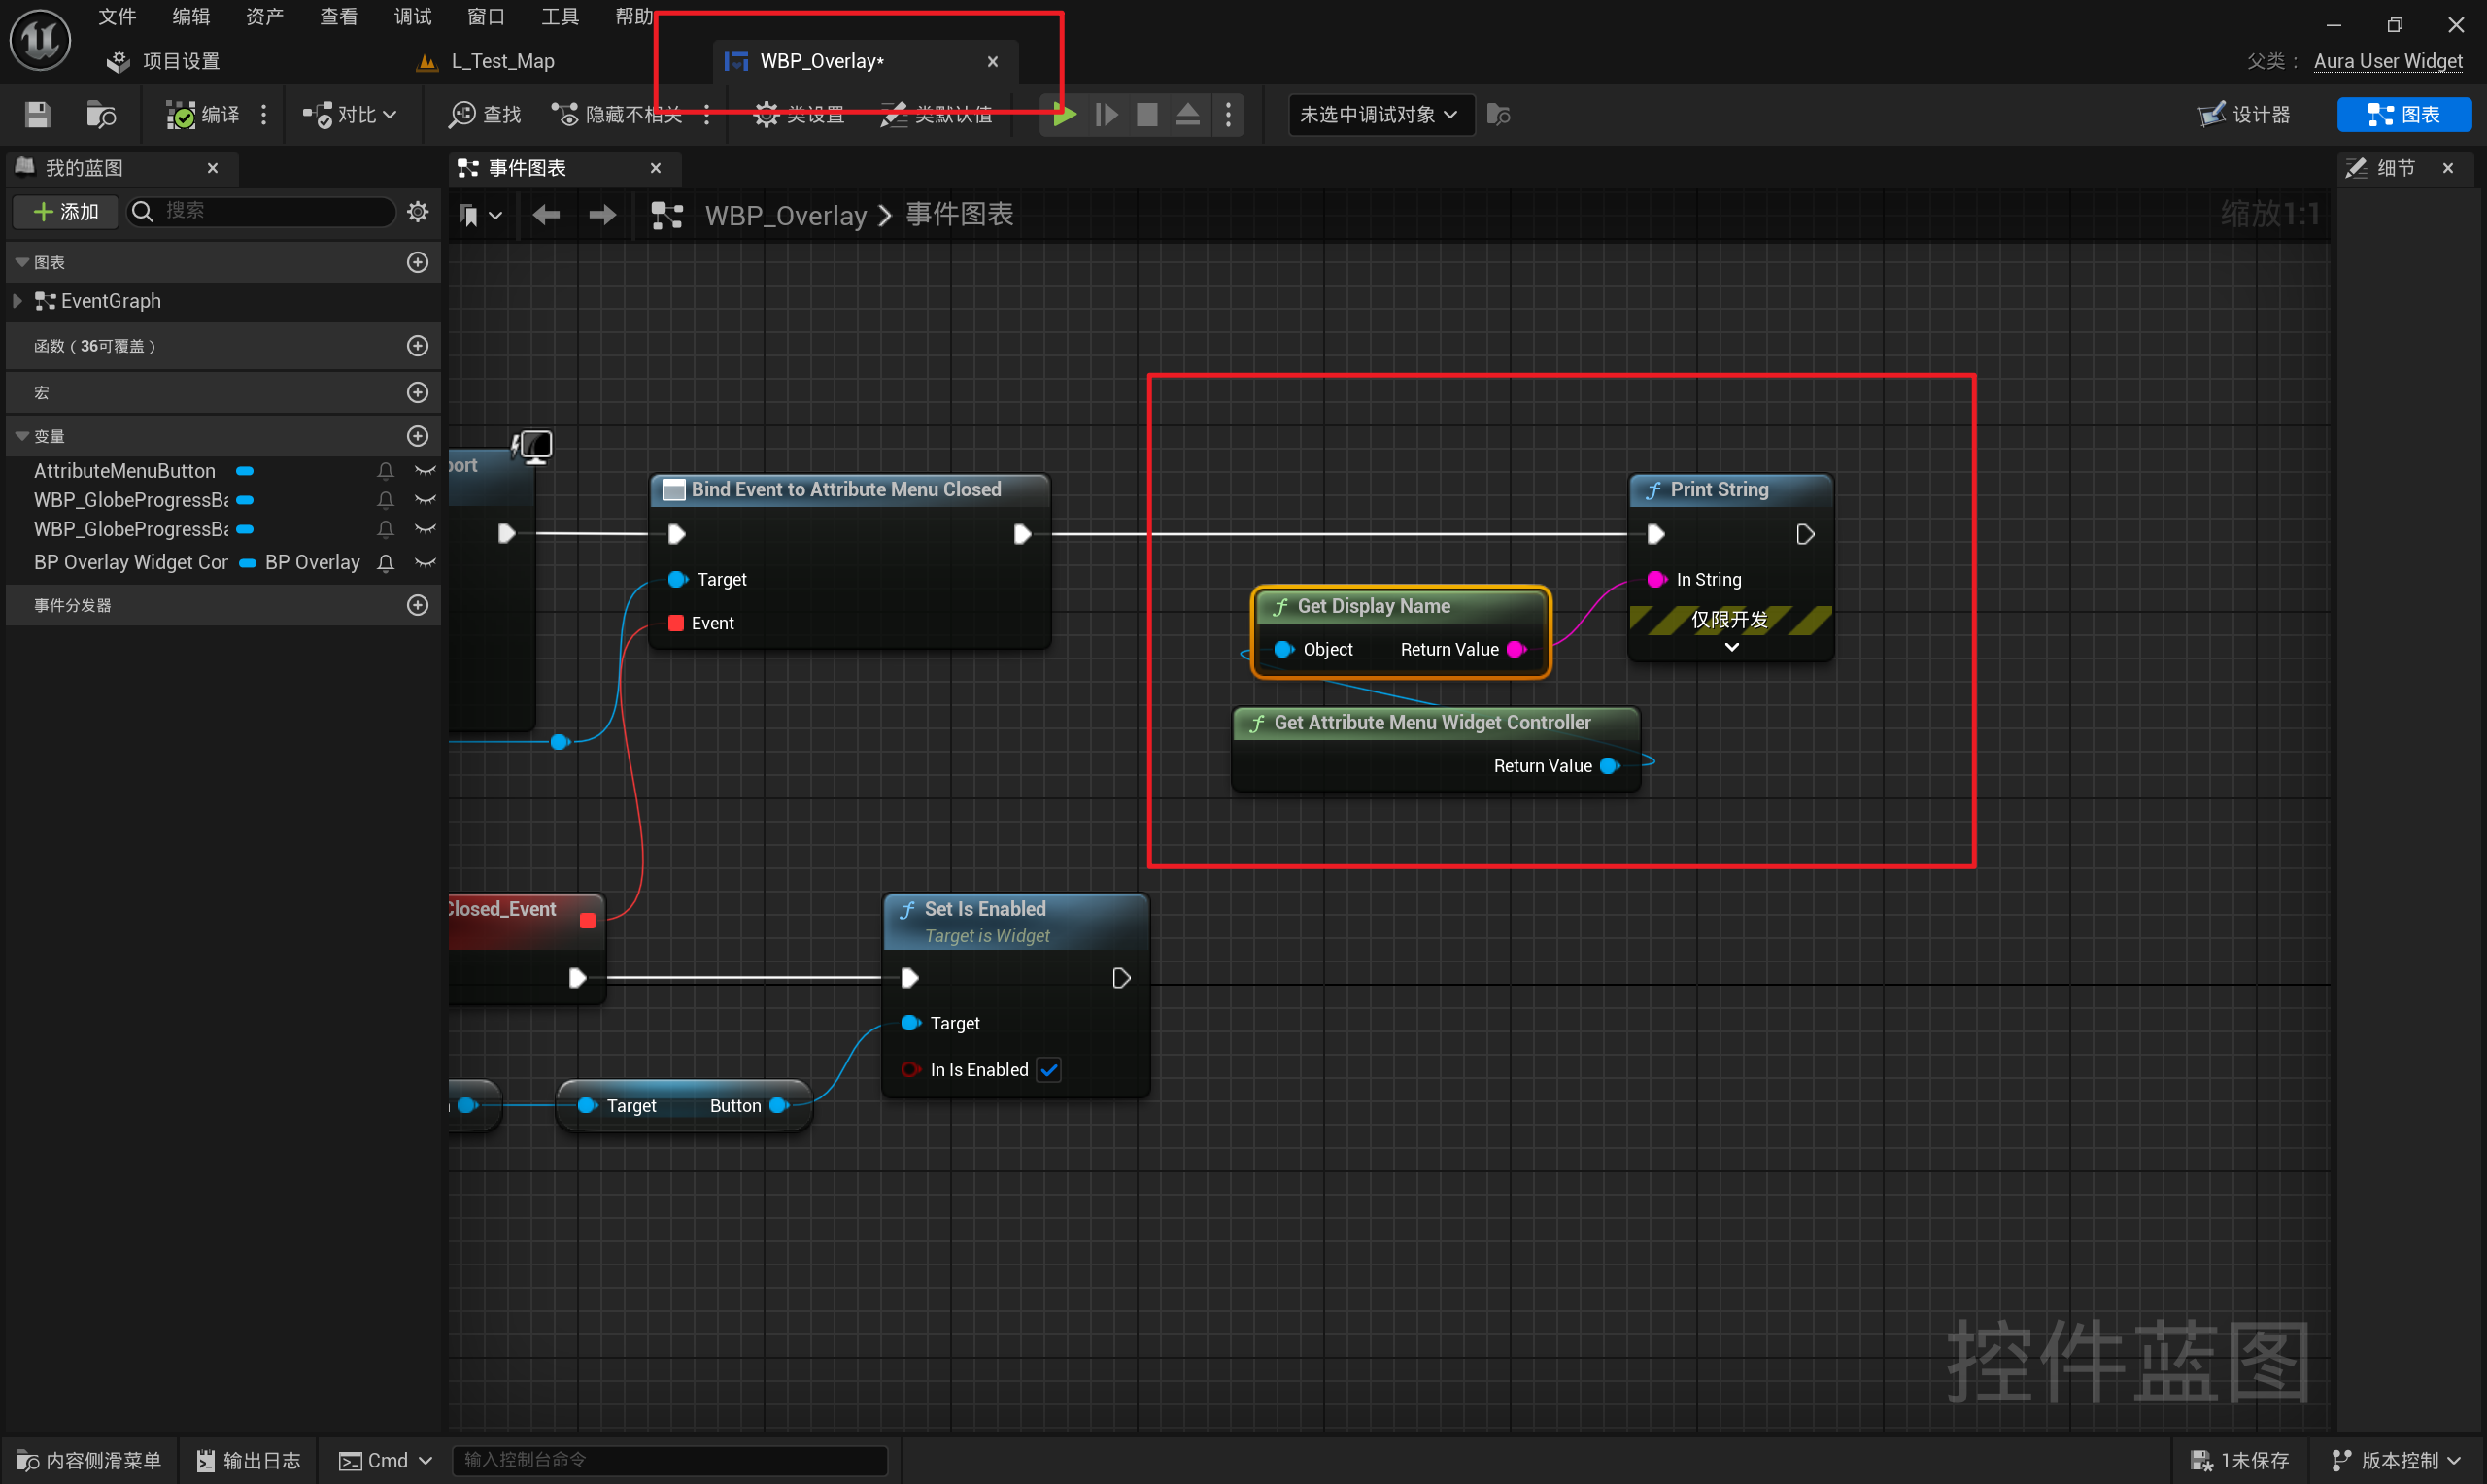 文件 编辑 资产 查看 调试 窗口 工具 帮助
项目设置 L_Test_Map WBP_Overlay* 父类： Aura User Widget
编译 对比 查找 隐藏不相关 类设置 类默认值 未选中调试对象 设计器 图表
我的蓝图 事件图表 细节
添加 搜索 WBP_Overlay 事件图表 缩放1:1
图表
EventGraph
函数（36可覆盖）
宏
变量
AttributeMenuButton
WBP_GlobeProgressBa
WBP_GlobeProgressBa
BP Overlay Widget Cor BP Overlay
事件分发器
port
Bind Event to Attribute Menu Closed
Target
Event
Print String
In String
仅限开发
Get Display Name
Object Return Value
Get Attribute Menu Widget Controller
Return Value
Closed_Event
Set Is Enabled
Target is Widget
Target
In Is Enabled
Target Button
控件蓝图
内容侧滑菜单 输出日志 Cmd 输入控制台命令 1未保存 版本控制